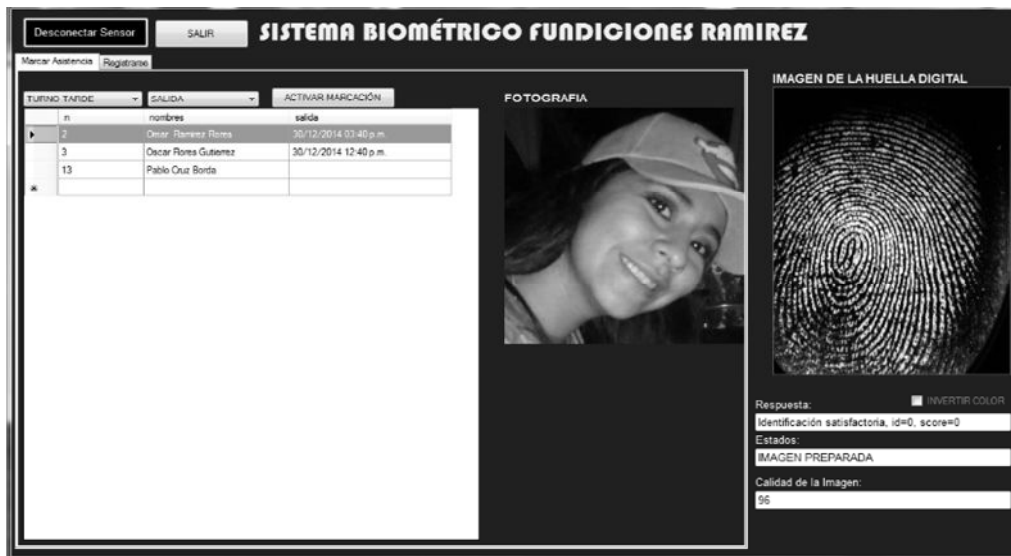 Desconectar Sensor
SALIR
SISTEMA BIOMÉTRICO FUNDICIONES RAMIREZ
Marcar Asistencia
Registrarse
TURNO TARDE
SALIDA
ACTIVAR MARCACIÓN
n nombres salida
2 Omar Ramirez Flores 30/12/2014 03:40 p.m.
3 Oscar Flores Gutierrez 30/12/2014 12:40 p.m.
13 Pablo Cruz Borda
FOTOGRAFIA
IMAGEN DE LA HUELLA DIGITAL
INVERTIR COLOR
Respuesta:
Identificación satisfactoria, id=0, score=0
Estados:
IMAGEN PREPARADA
Calidad de la Imagen:
96